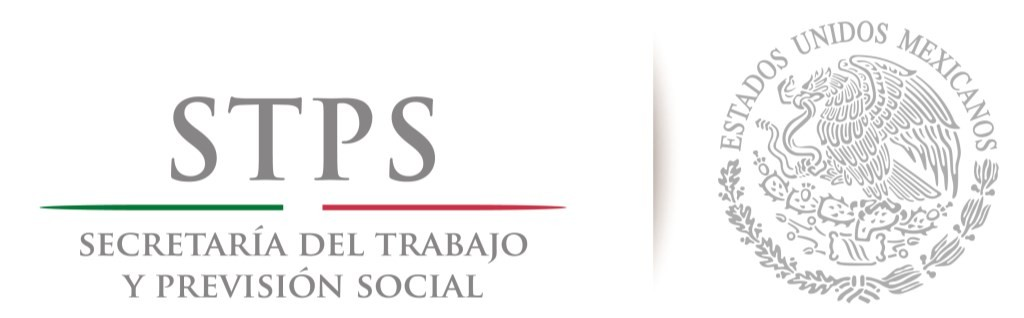 STPS
SECRETARÍA DEL TRABAJO
Y PREVISIÓN SOCIAL
ESTADOS UNIDOS MEXICANOS